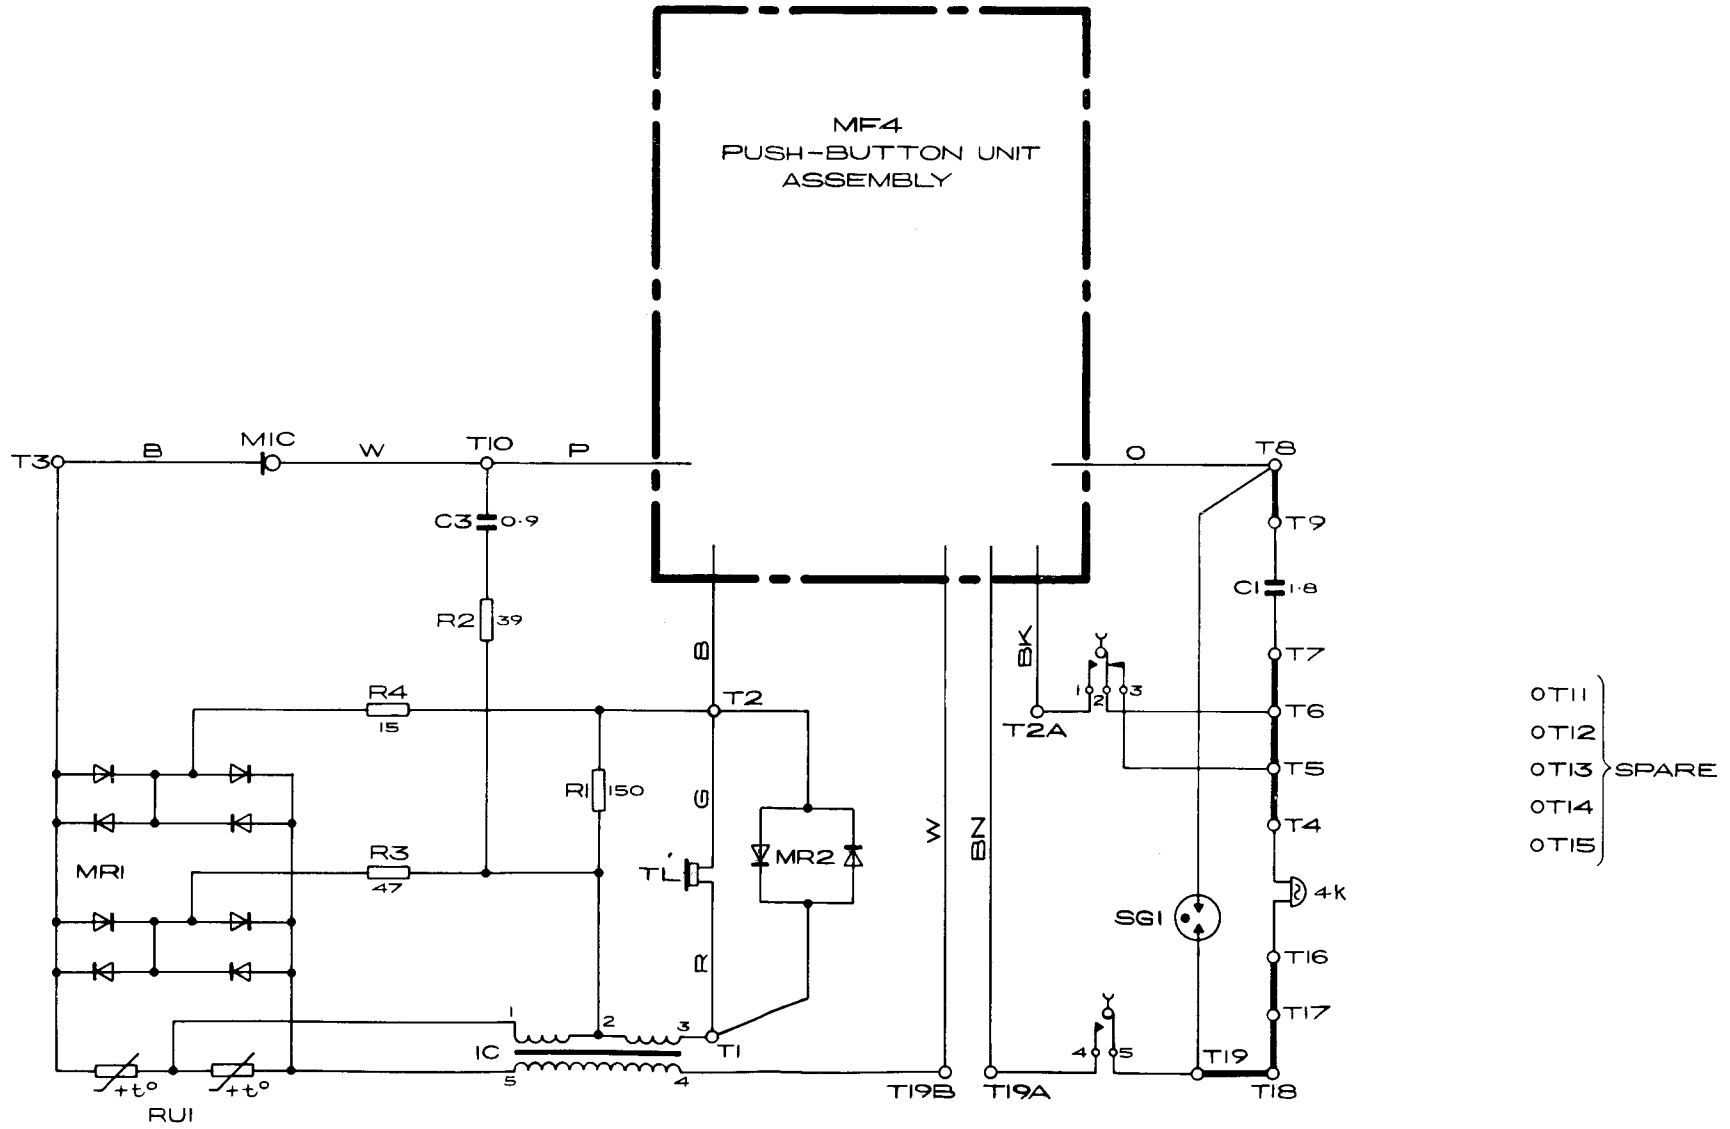 MF4
PUSH-BUTTON UNIT
ASSEMBLY
T3
B
MIC
W
T10
P
O
T8
C3
0·9
T9
R2
39
C1
1·8
B
BK
T7
1
2
3
R4
15
T2
T2A
T6
T5
T4
OT11
OT12
OT13
OT14
OT15
SPARE
R1
150
G
W
BN
MR1
R3
47
TL
MR2
4k
SG1
R
T16
T17
1
2
3
IC
T1
5
4
4
5
T19
T19B
T19A
T18
+t°
+t°
RU1